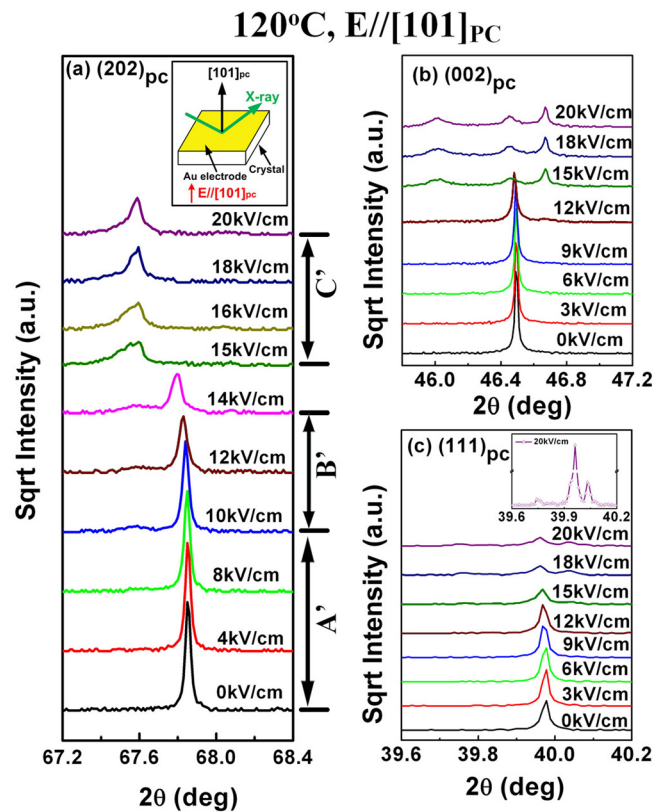 120°C, E//[101]PC
(a) (202)pc
[101]pc
X-ray
Au electrode
Crystal
E//[101]pc
20kV/cm
18kV/cm
16kV/cm
15kV/cm
14kV/cm
12kV/cm
10kV/cm
8kV/cm
4kV/cm
0kV/cm
C'
B'
A'
Sqrt Intensity (a.u.)
67.2 67.6 68.0 68.4
2θ (deg)
(b) (002)pc
20kV/cm
18kV/cm
15kV/cm
12kV/cm
9kV/cm
6kV/cm
3kV/cm
0kV/cm
Sqrt Intensity (a.u.)
46.0 46.4 46.8 47.2
2θ (deg)
(c) (111)pc
20kV/cm
39.6 39.9 40.2
20kV/cm
18kV/cm
15kV/cm
12kV/cm
9kV/cm
6kV/cm
3kV/cm
0kV/cm
Sqrt Intensity (a.u.)
39.6 39.8 40.0 40.2
2θ (deg)